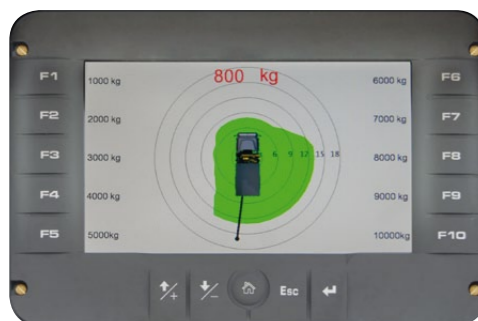 800 kg
F1
1000 kg
F2
2000 kg
F3
3000 kg
F4
4000 kg
F5
5000kg
6 9 12 15 18
6000 kg
F6
7000 kg
F7
8000 kg
F8
9000 kg
F9
10000kg
F10
+
−
Esc